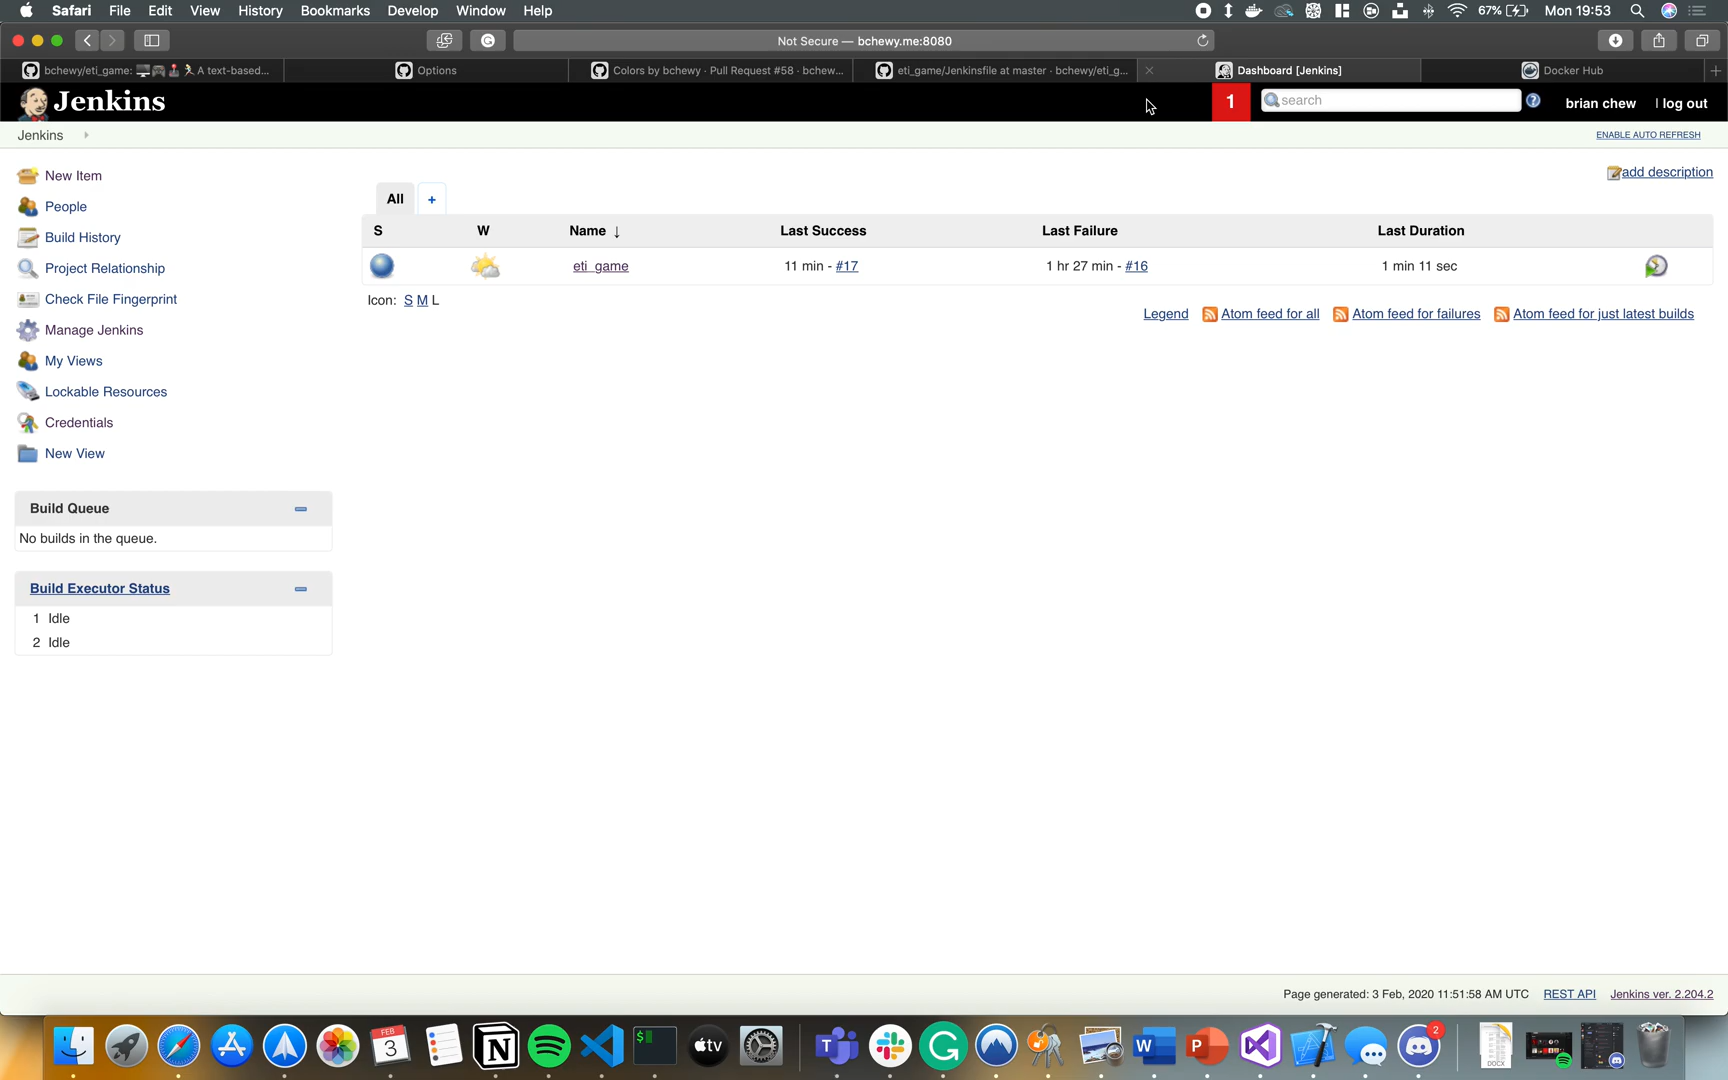 Safari File Edit View History Bookmarks Develop Window Help 67% Mon 19:53
Not Secure — bchewy.me:8080
bchewy/eti_game: A text-based... Options Colors by bchewy · Pull Request #58 · bchew... eti_game/Jenkinsfile at master · bchewy/eti_g... Dashboard [Jenkins] Docker Hub
Jenkins 1 search brian chew | log out
Jenkins ENABLE AUTO REFRESH
add description
New Item
People
Build History
Project Relationship
Check File Fingerprint
Manage Jenkins
My Views
Lockable Resources
Credentials
New View
Build Queue
No builds in the queue.
Build Executor Status
1 Idle
2 Idle
All +
S W Name ↓ Last Success Last Failure Last Duration
eti_game 11 min - #17 1 hr 27 min - #16 1 min 11 sec
Icon: S M L
Legend Atom feed for all Atom feed for failures Atom feed for just latest builds
Page generated: 3 Feb, 2020 11:51:58 AM UTC REST API Jenkins ver. 2.204.2
FEB
3
tv
W
P
2
DOCX